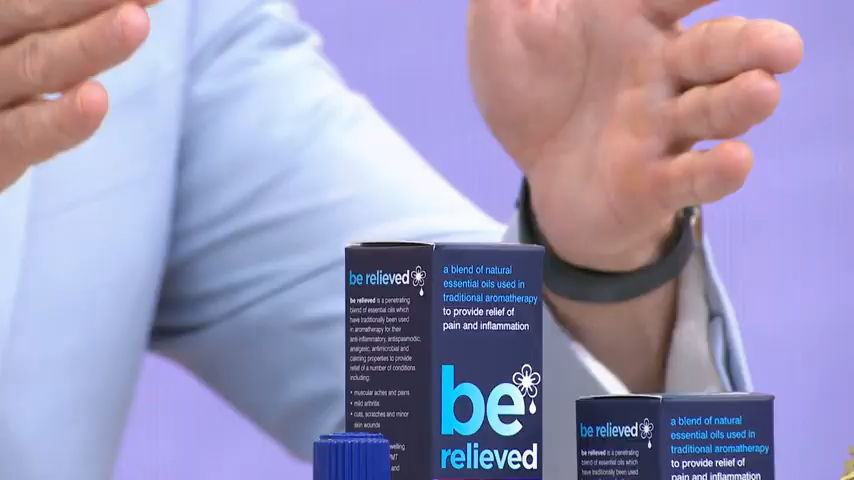 be relieved
be relieved is a penetrating
blend of essential oils which
have traditionally been used
in aromatherapy for their
anti-inflammatory, antispasmodic,
analgesic, antimicrobial and
calming properties to provide
relief of a number of conditions
including:
• muscular aches and pains
• mild arthritis
• cuts, scratches and minor
skin wounds
and
a blend of natural
essential oils used in
traditional aromatherapy
to provide relief of
pain and inflammation
be
relieved
be relieved
be relieved is a penetrating
blend of essential oils which
have traditionally been used
a blend of natural
essential oils used in
traditional aromatherapy
to provide relief of
pain and inflammation